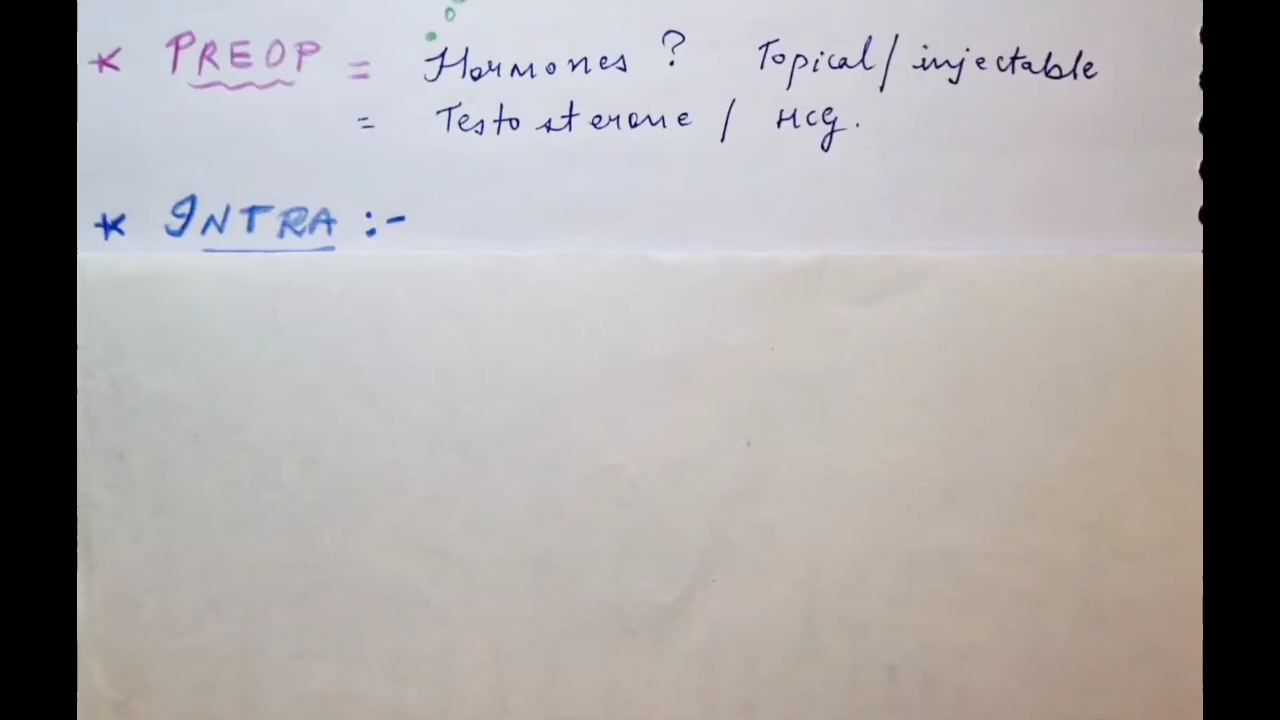 * PREOP = Hormones ? Topical / injectable
= Testosterone / HCG.
* INTRA :-